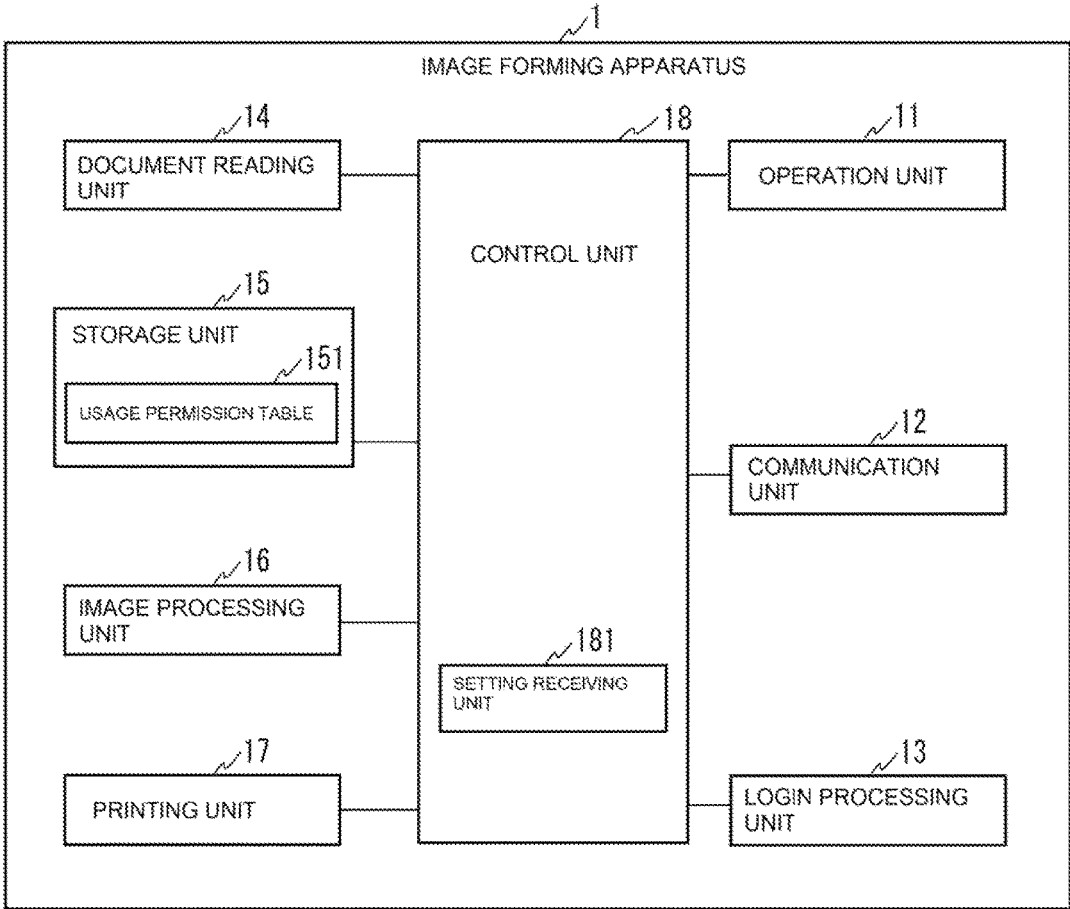 1
IMAGE FORMING APPARATUS
14
DOCUMENT READING
UNIT
15
STORAGE UNIT
151
USAGE PERMISSION TABLE
16
IMAGE PROCESSING
UNIT
17
PRINTING UNIT
18
CONTROL UNIT
181
SETTING RECEIVING
UNIT
11
OPERATION UNIT
12
COMMUNICATION
UNIT
13
LOGIN PROCESSING
UNIT